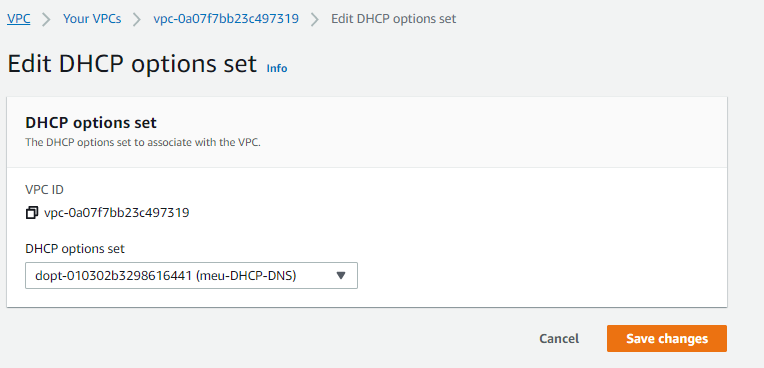 VPC > Your VPCs > vpc-0a07f7bb23c497319 > Edit DHCP options set
Edit DHCP options set Info
DHCP options set
The DHCP options set to associate with the VPC.
VPC ID
vpc-0a07f7bb23c497319
DHCP options set
dopt-010302b3298616441 (meu-DHCP-DNS)
Cancel Save changes